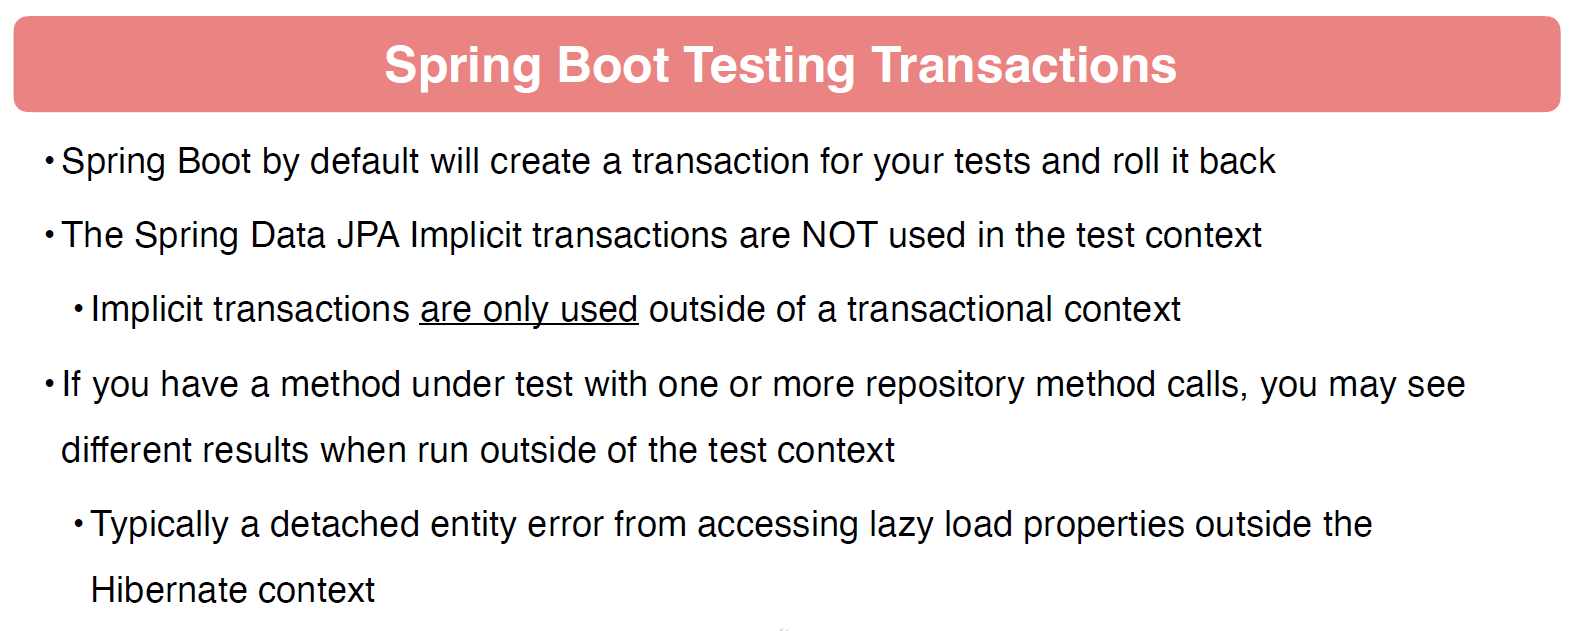 Spring Boot Testing Transactions
• Spring Boot by default will create a transaction for your tests and roll it back
• The Spring Data JPA Implicit transactions are NOT used in the test context
• Implicit transactions are only used outside of a transactional context
• If you have a method under test with one or more repository method calls, you may see
different results when run outside of the test context
• Typically a detached entity error from accessing lazy load properties outside the
Hibernate context